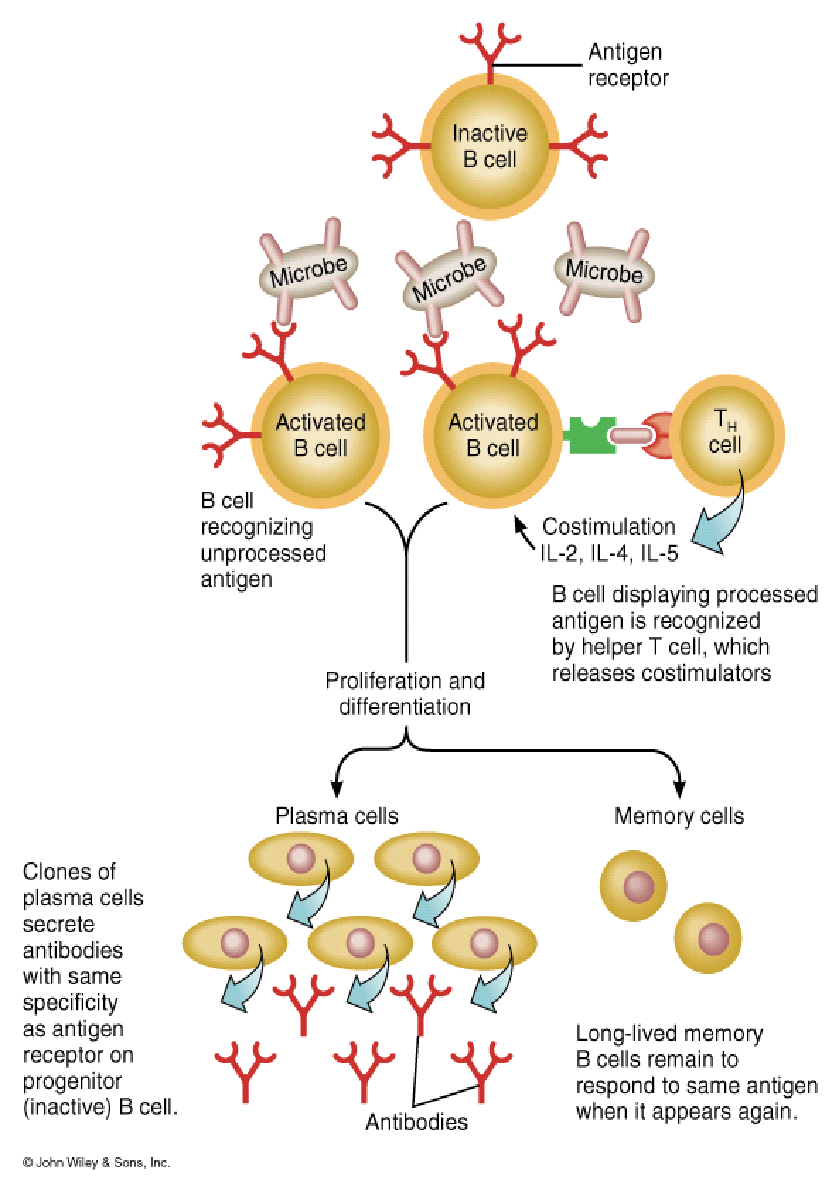 Antigen
receptor
Inactive
B cell
Microbe
Microbe
Microbe
Activated
B cell
Activated
B cell
TH
cell
B cell
recognizing
unprocessed
antigen
Costimulation
IL-2, IL-4, IL-5
B cell displaying processed
antigen is recognized
by helper T cell, which
releases costimulators
Proliferation and
differentiation
Plasma cells
Memory cells
Clones of
plasma cells
secrete
antibodies
with same
specificity
as antigen
receptor on
progenitor
(inactive) B cell.
Long-lived memory
B cells remain to
respond to same antigen
when it appears again.
Antibodies
© John Wiley & Sons, Inc.